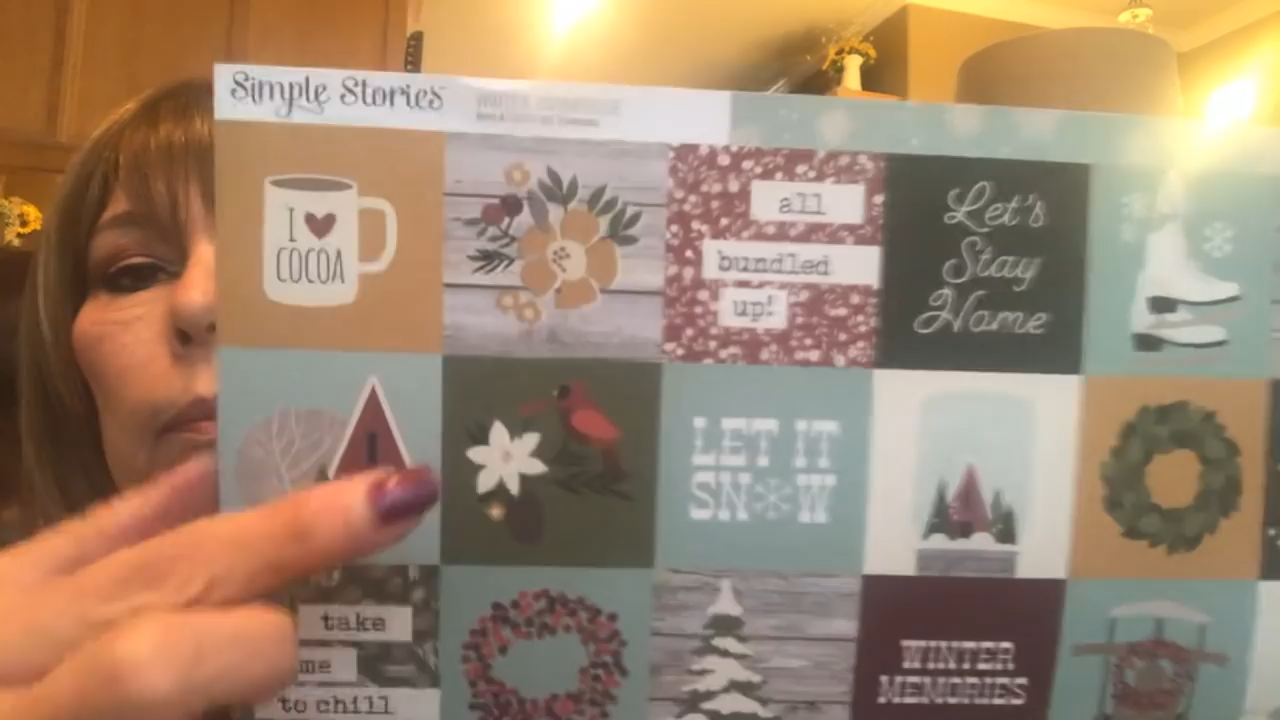 Simple Stories
I
COCOA
all
bundled
up!
Let's
Stay
Home
LET IT
SNOW
take
me
to chill
WINTER
MEMORIES